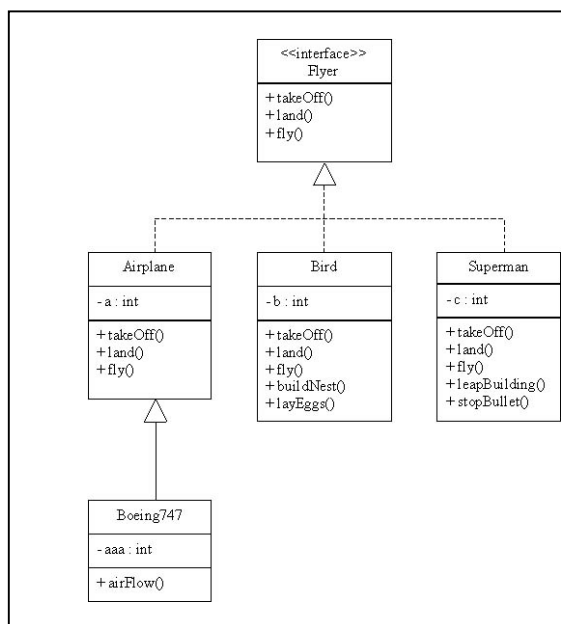 <<interface>>
Flyer
+takeOff()
+land()
+fly()
Airplane
-a : int
+takeOff()
+land()
+fly()
Bird
-b : int
+takeOff()
+land()
+fly()
+buildNest()
+layEggs()
Superman
-c : int
+takeOff()
+land()
+fly()
+leapBuilding()
+stopBullet()
Boeing747
-aaa : int
+airFlow()